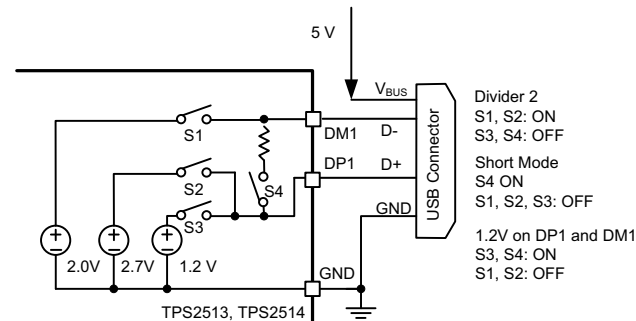 5 V
VBUS
S1
DM1
D-
S2
DP1
D+
S4
S3
USB Connector
GND
2.0V
2.7V
1.2 V
GND
TPS2513, TPS2514
Divider 2
S1, S2: ON
S3, S4: OFF
Short Mode
S4 ON
S1, S2, S3: OFF
1.2V on DP1 and DM1
S3, S4: ON
S1, S2: OFF